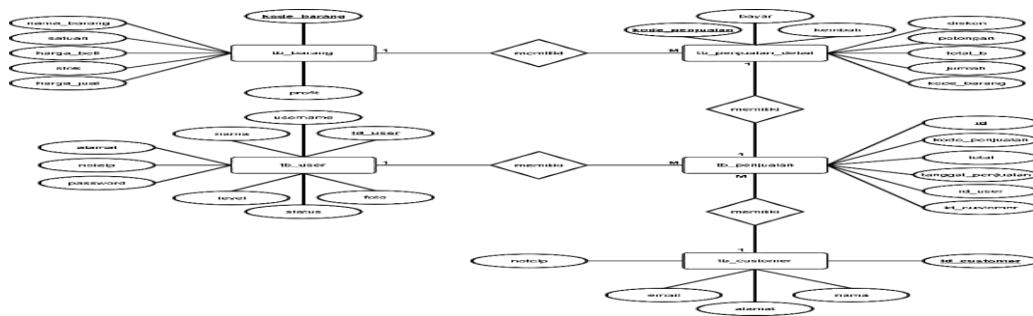 nama_barang
kode_barang
satuan
harga_beli
stok
harga_jual
tb_barang
profit
1
memiliki
M
tb_penjualan_detail
bayar
kode_penjualan
kembali
diskon
potongan
total_b
jumlah
kode_barang
1
memiliki
1
username
nama
id_user
alamat
notelp
password
tb_user
level
foto
status
1
memiliki
M
tb_penjualan
id
kode_penjualan
total
tanggal_penjualan
id_user
id_customer
M
memiliki
1
tb_customer
notelp
id_customer
email
nama
alamat